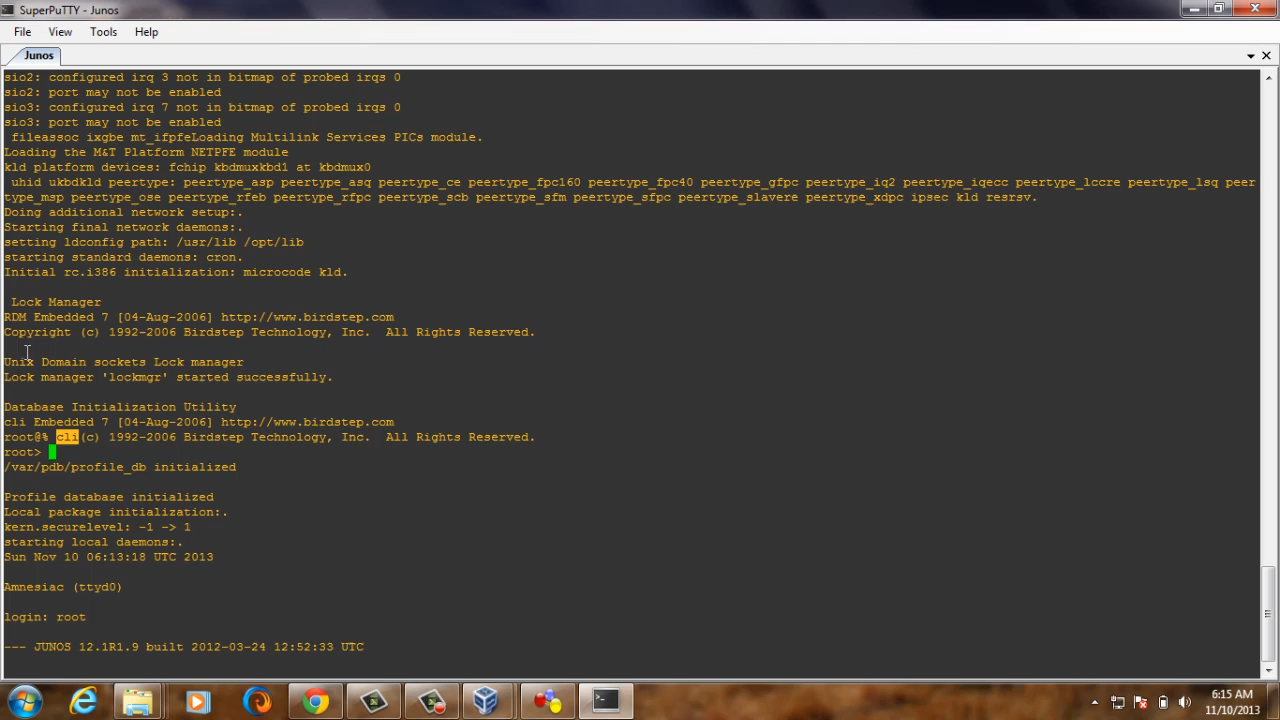 SuperPuTTY - Junos
File View Tools Help
Junos
sio2: configured irq 3 not in bitmap of probed irqs 0
sio2: port may not be enabled
sio3: configured irq 7 not in bitmap of probed irqs 0
sio3: port may not be enabled
fileassoc ixgbe mt_ifpfeLoading Multilink Services PICs module.
Loading the M&T Platform NETPFE module
kld platform devices: fchip kbdmuxkbd1 at kbdmux0
uhid ukbdkld peertype: peertype_asp peertype_asq peertype_ce peertype_fpc160 peertype_fpc40 peertype_gfpc peertype_iq2 peertype_iqecc peertype_lccre peertype_lsq peer
type_msp peertype_ose peertype_rfeb peertype_rfpc peertype_scb peertype_sfm peertype_sfpc peertype_slavere peertype_xdpc ipsec kld resrsv.
Doing additional network setup:.
Starting final network daemons:.
setting ldconfig path: /usr/lib /opt/lib
starting standard daemons: cron.
Initial rc.i386 initialization: microcode kld.
Lock Manager
RDM Embedded 7 [04-Aug-2006] http://www.birdstep.com
Copyright (c) 1992-2006 Birdstep Technology, Inc.  All Rights Reserved.
Unix Domain sockets Lock manager
Lock manager 'lockmgr' started successfully.
Database Initialization Utility
cli Embedded 7 [04-Aug-2006] http://www.birdstep.com
root@% cli(c) 1992-2006 Birdstep Technology, Inc.  All Rights Reserved.
root>
/var/pdb/profile_db initialized
Profile database initialized
Local package initialization:.
kern.securelevel: -1 -> 1
starting local daemons:.
Sun Nov 10 06:13:18 UTC 2013
Amnesiac (ttyd0)
login: root
--- JUNOS 12.1R1.9 built 2012-03-24 12:52:33 UTC
6:15 AM
11/10/2013